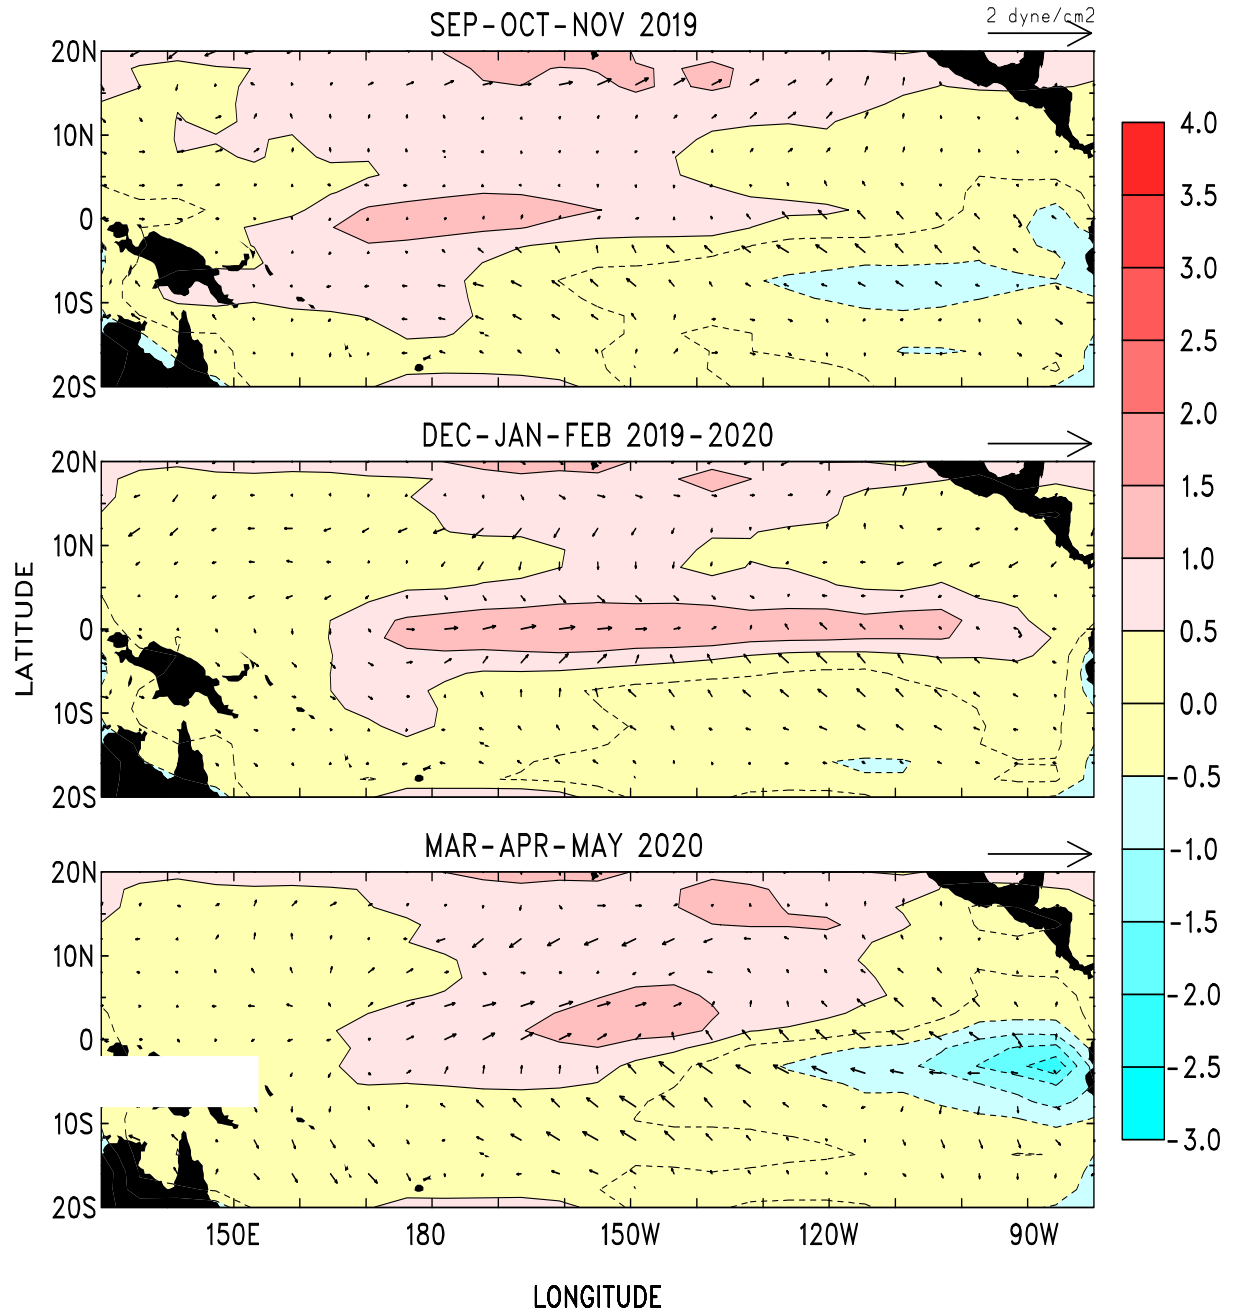 SEP-OCT-NOV 2019
2 dyne/cm2
20N
10N
0
10S
20S
DEC-JAN-FEB 2019-2020
20N
10N
0
10S
20S
MAR-APR-MAY 2020
20N
10N
0
10S
20S
150E 180 150W 120W 90W
LATITUDE
LONGITUDE
4.0
3.5
3.0
2.5
2.0
1.5
1.0
0.5
0.0
-0.5
-1.0
-1.5
-2.0
-2.5
-3.0